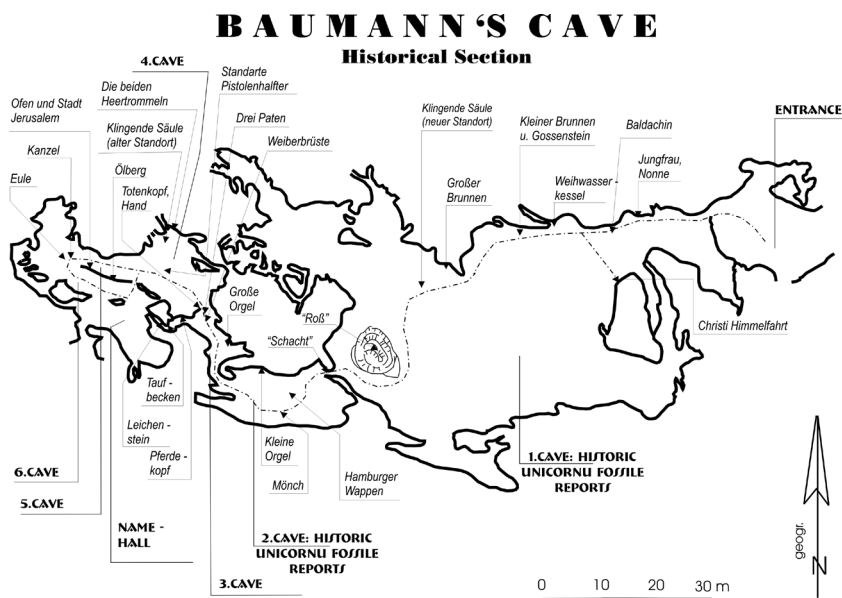 BAUMANN'S CAVE
Historical Section
4.CAVE
Standarte
Pistolenhalfter
Die beiden
Heertrommeln
Ofen und Stadt
Jerusalem
Klingende Säule
(alter Standort)
Drei Paten
Weiberbrüste
Klingende Säule
(neuer Standort)
Kleiner Brunnen
u. Gossenstein
Baldachin
ENTRANCE
Kanzel
Eule
Ölberg
Totenkopf,
Hand
Großer
Brunnen
Weihwasser -
kessel
Jungfrau,
Nonne
Große
Orgel
"Roß"
"Schacht"
Christi Himmelfahrt
Tauf -
becken
Leichen -
stein
Pferde -
kopf
Kleine
Orgel
Mönch
Hamburger
Wappen
1.CAVE: HISTORIC
UNICORNU FOSSILE
REPORTS
6.CAVE
5.CAVE
NAME -
HALL
2.CAVE: HISTORIC
UNICORNU FOSSILE
REPORTS
3.CAVE
0 10 20 30 m
geogr.
N